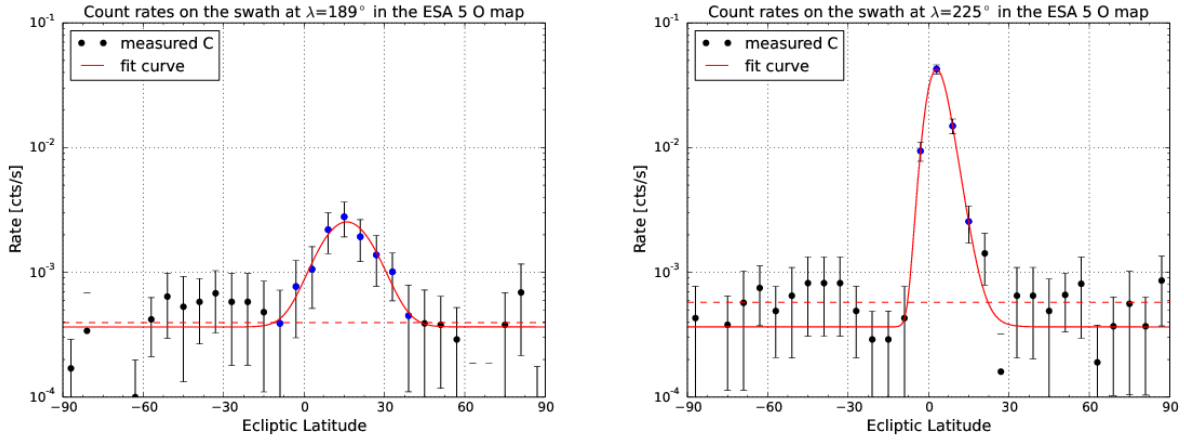 Count rates on the swath at λ=189° in the ESA 5 O map
measured C
fit curve
Rate [cts/s]
10⁻¹
10⁻²
10⁻³
10⁻⁴
−90 −60 −30 0 30 60 90
Ecliptic Latitude
Count rates on the swath at λ=225° in the ESA 5 O map
measured C
fit curve
Rate [cts/s]
10⁻¹
10⁻²
10⁻³
10⁻⁴
−90 −60 −30 0 30 60 90
Ecliptic Latitude